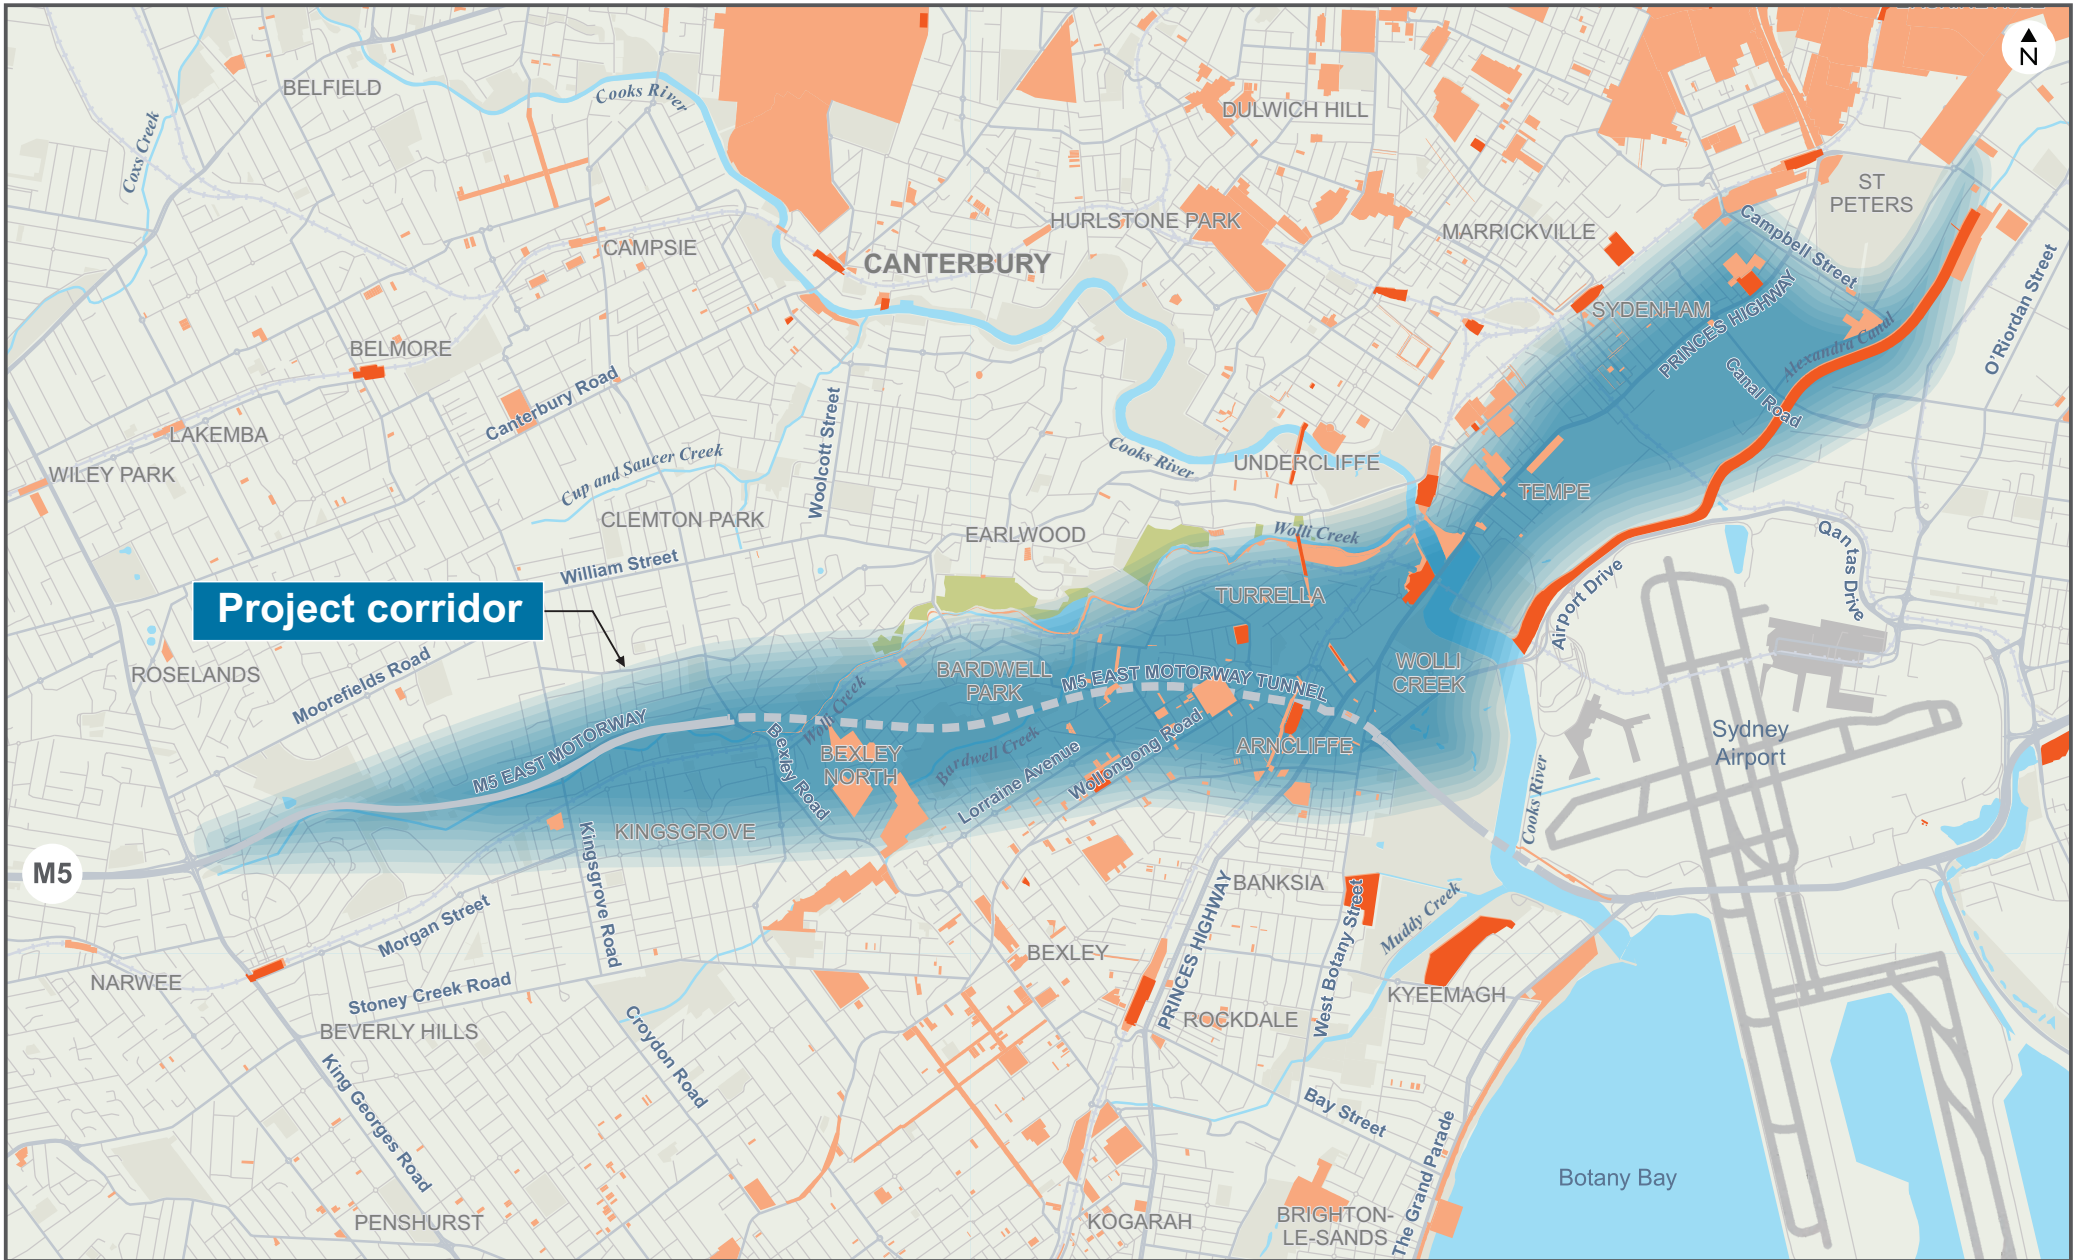 N
BELFIELD
Cooks River
DULWICH HILL
Coxs Creek
ST
PETERS
HURLSTONE PARK
MARRICKVILLE
Campbell Street
CAMPSIE
CANTERBURY
O'Riordan Street
SYDENHAM
PRINCES HIGHWAY
Alexandra Canal
BELMORE
Canal Road
Canterbury Road
LAKEMBA
Woolcott Street
Cooks River
UNDERCLIFFE
WILEY PARK
Cup and Saucer Creek
TEMPE
CLEMTON PARK
EARLWOOD
Wolli Creek
Qantas Drive
William Street
Project corridor
TURRELLA
Airport Drive
ROSELANDS
Moorefields Road
BARDWELL
PARK
M5 EAST MOTORWAY TUNNEL
WOLLI
CREEK
Wolli Creek
M5 EAST MOTORWAY
Bexley Road
BEXLEY
NORTH
Bardwell Creek
Lorraine Avenue
Wollongong Road
ARNCLIFFE
Sydney
Airport
Cooks River
KINGSGROVE
Kingsgrove Road
M5
BANKSIA
West Botany Street
Muddy Creek
Morgan Street
PRINCES HIGHWAY
BEXLEY
NARWEE
Stoney Creek Road
KYEEMAGH
BEVERLY HILLS
Croydon Road
ROCKDALE
King Georges Road
Bay Street
The Grand Parade
Botany Bay
PENSHURST
KOGARAH
BRIGHTON-
LE-SANDS